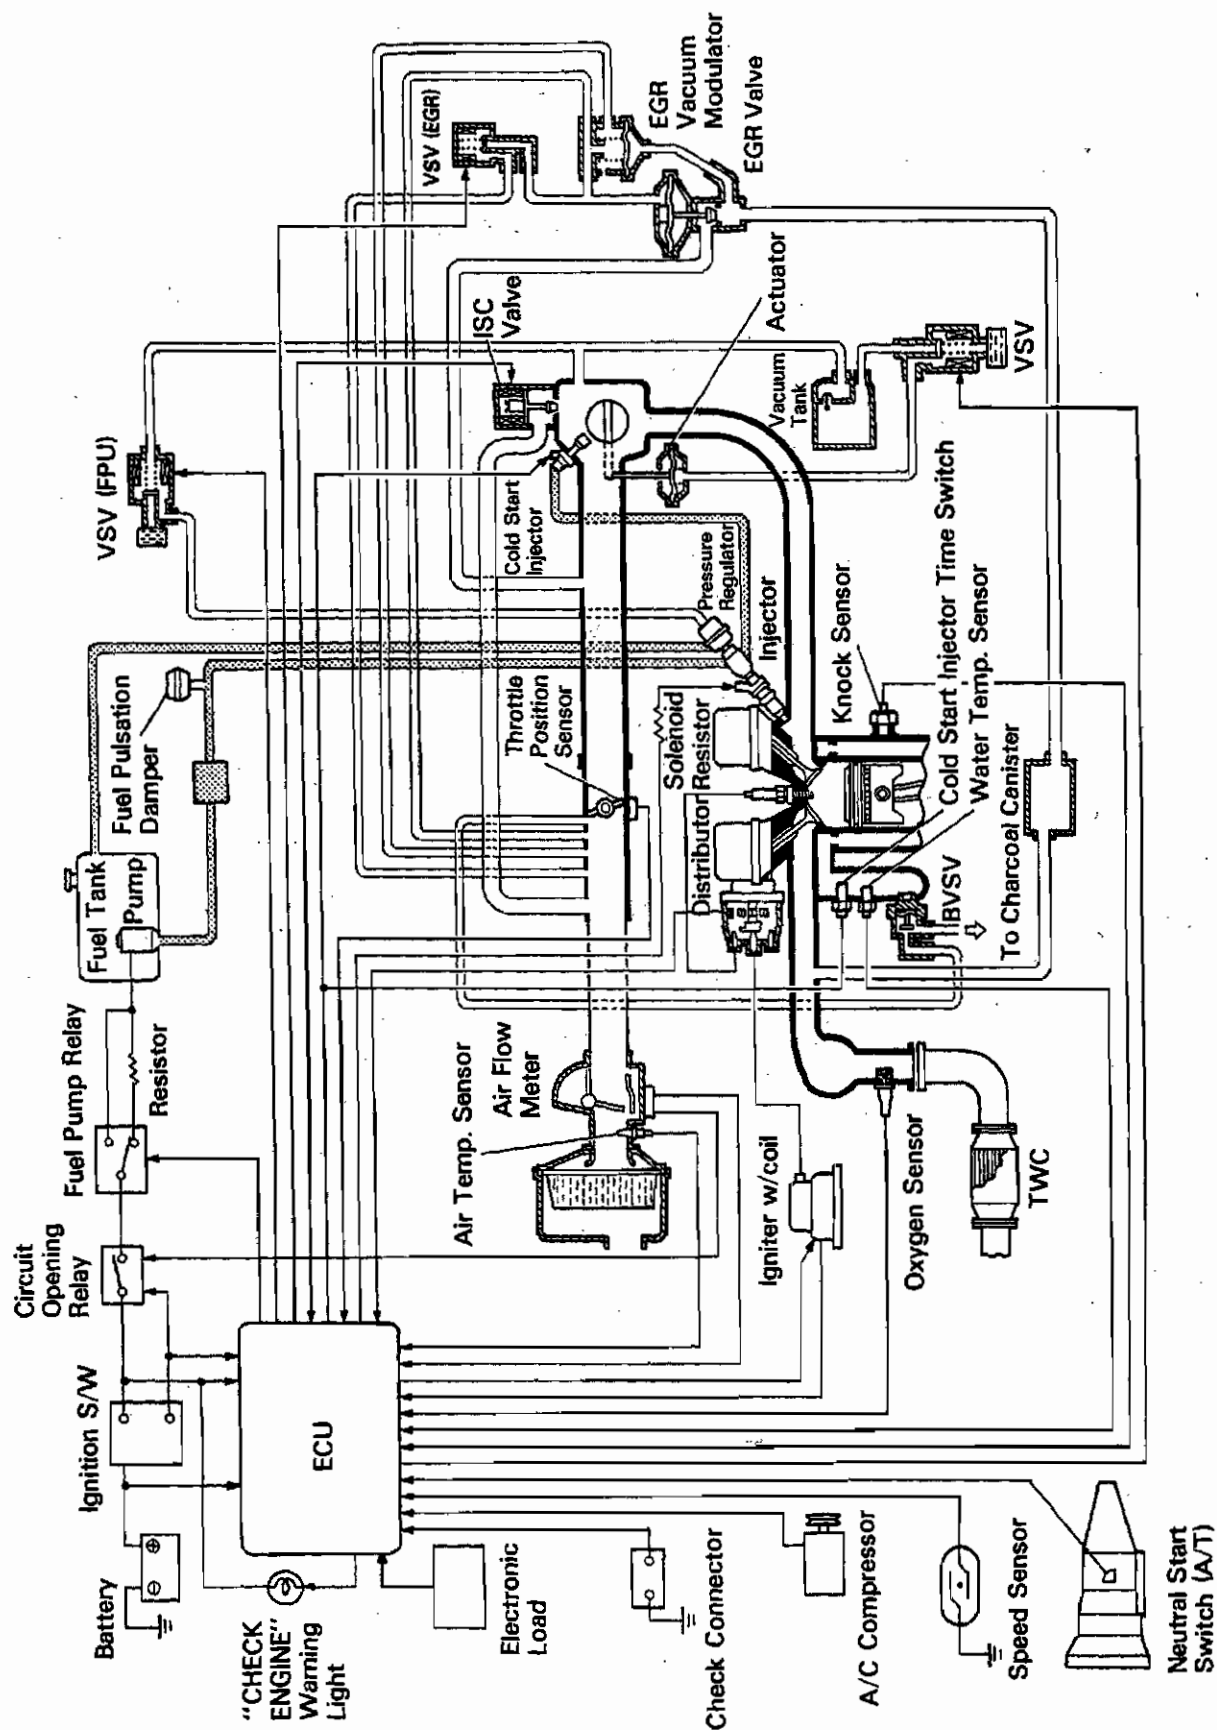 Battery
Ignition S/W
Circuit
Opening
Relay
Fuel Pump Relay
Resistor
Fuel Tank
Pump
Fuel Pulsation
Damper
VSV (FPU)
VSV (EGR)
EGR
Vacuum
Modulator
EGR Valve
ISC
Valve
Cold Start
Injector
Actuator
Vacuum
Tank
VSV
Pressure
Regulator
Injector
Throttle
Position
Sensor
Solenoid
Resistor
Distributor
Knock Sensor
Cold Start Injector Time Switch
Water Temp. Sensor
To Charcoal Canister
BVSV
Air Temp. Sensor
Air Flow
Meter
Igniter w/coil
Oxygen Sensor
TWC
ECU
"CHECK
ENGINE"
Warning
Light
Electronic
Load
Check Connector
A/C Compressor
Speed Sensor
Neutral Start
Switch (A/T)